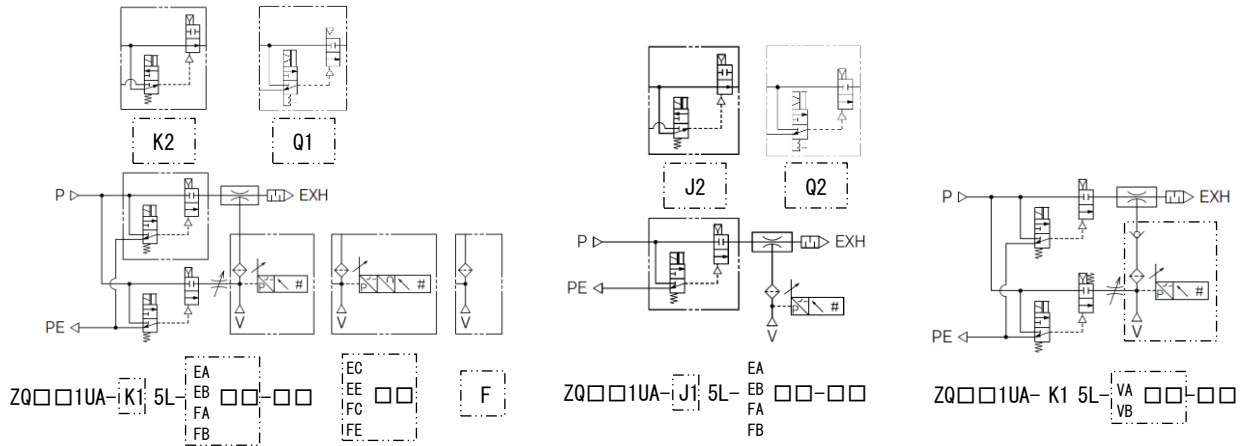 K2
Q1
P
EXH
P
#
P
#
PE
V
V
V
ZQ□□1UA- K1 5L- EA □□-□□
EB
FA
FB
EC □□
EE
FC
FE
F
J2
Q2
P
EXH
PE
P
#
V
ZQ□□1UA- J1 5L- EA □□-□□
EB
FA
FB
P
EXH
P
#
PE
V
ZQ□□1UA- K1 5L- VA □□-□□
VB